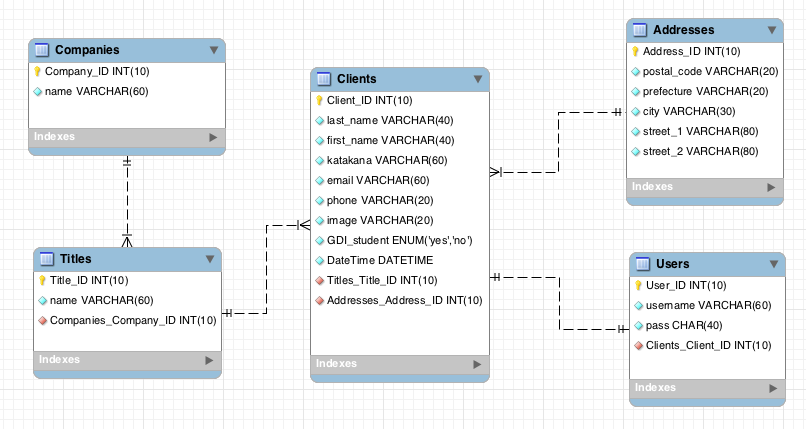 Companies
Company_ID INT(10)
name VARCHAR(60)
Indexes
Titles
Title_ID INT(10)
name VARCHAR(60)
Companies_Company_ID INT(10)
Indexes
Clients
Client_ID INT(10)
last_name VARCHAR(40)
first_name VARCHAR(40)
katakana VARCHAR(60)
email VARCHAR(60)
phone VARCHAR(20)
image VARCHAR(20)
GDI_student ENUM('yes','no')
DateTime DATETIME
Titles_Title_ID INT(10)
Addresses_Address_ID INT(10)
Indexes
Addresses
Address_ID INT(10)
postal_code VARCHAR(20)
prefecture VARCHAR(20)
city VARCHAR(30)
street_1 VARCHAR(80)
street_2 VARCHAR(80)
Indexes
Users
User_ID INT(10)
username VARCHAR(60)
pass CHAR(40)
Clients_Client_ID INT(10)
Indexes